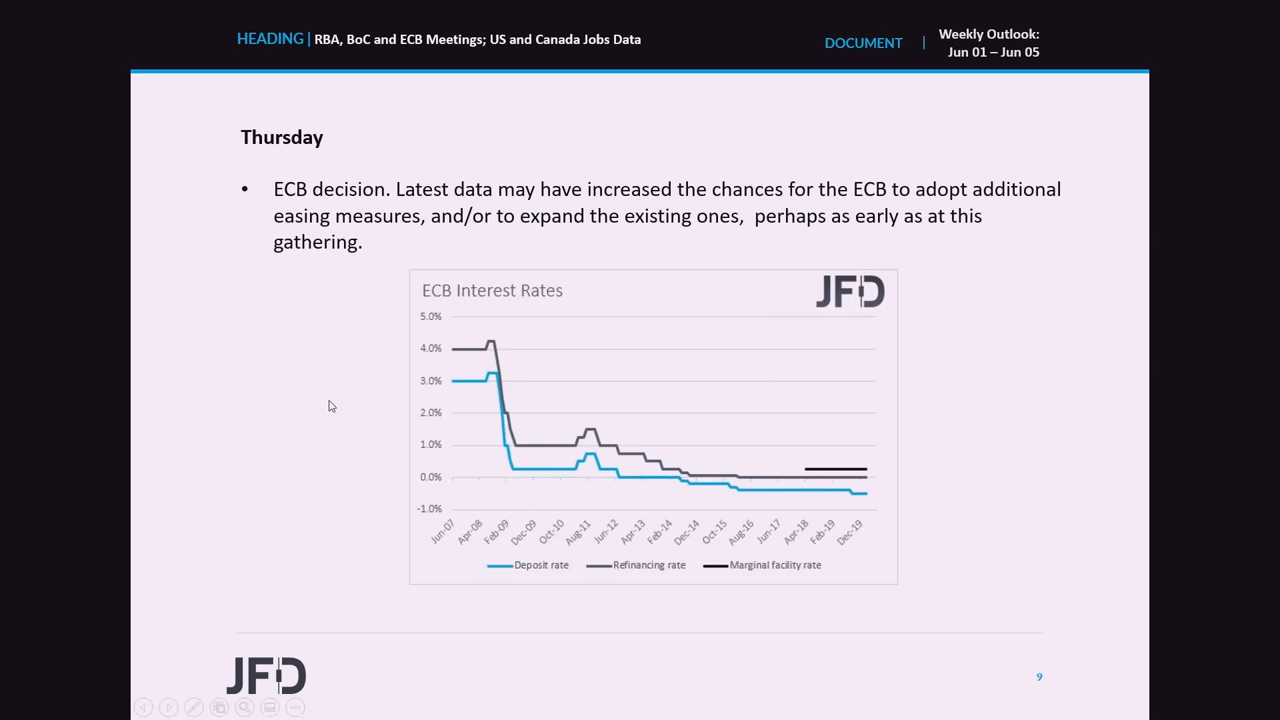 HEADING | RBA, BoC and ECB Meetings; US and Canada Jobs Data
DOCUMENT | Weekly Outlook:
Jun 01 – Jun 05
Thursday
• ECB decision. Latest data may have increased the chances for the ECB to adopt additional
easing measures, and/or to expand the existing ones,  perhaps as early as at this
gathering.
ECB Interest Rates
JFD
5.0%
4.0%
3.0%
2.0%
1.0%
0.0%
-1.0%
Jun-07 Apr-08 Feb-09 Dec-09 Oct-10 Aug-11 Jun-12 Apr-13 Feb-14 Dec-14 Oct-15 Aug-16 Jun-17 Apr-18 Feb-19 Dec-19
Deposit rate Refinancing rate Marginal facility rate
JFD
9